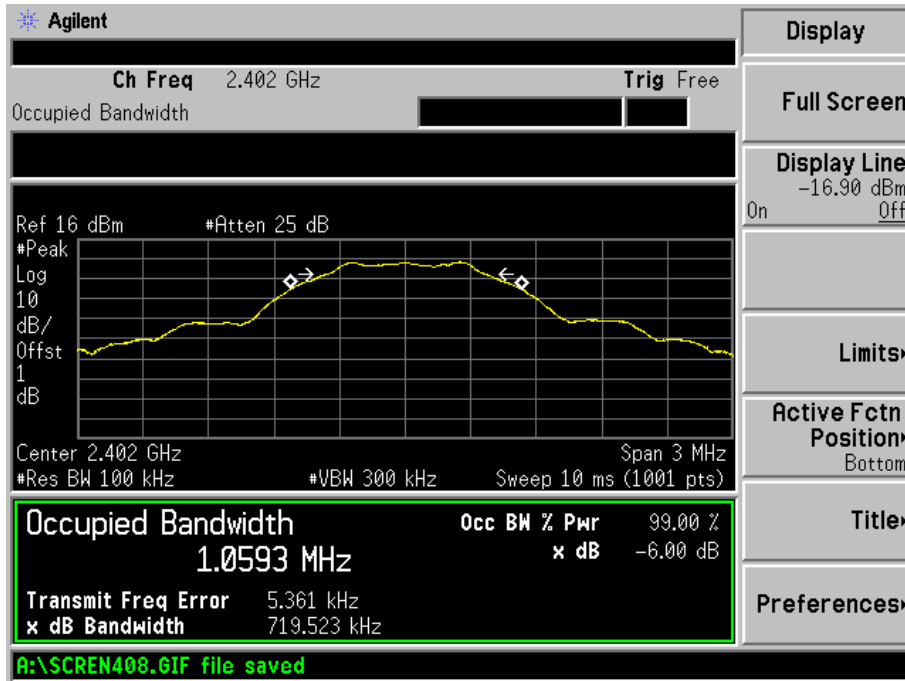 Agilent
Ch Freq 2.402 GHz Trig Free
Occupied Bandwidth
Ref 16 dBm #Atten 25 dB
#Peak
Log
10
dB/
Offst
1
dB
Center 2.402 GHz Span 3 MHz
#Res BW 100 kHz #VBW 300 kHz Sweep 10 ms (1001 pts)
Occupied Bandwidth Occ BW % Pwr 99.00 %
1.0593 MHz x dB -6.00 dB
Transmit Freq Error 5.361 kHz
x dB Bandwidth 719.523 kHz
A:\SCREN408.GIF file saved
Display
Full Screen
Display Line
-16.90 dBm
On Off
Limits
Active Fctn
Position
Bottom
Title
Preferences